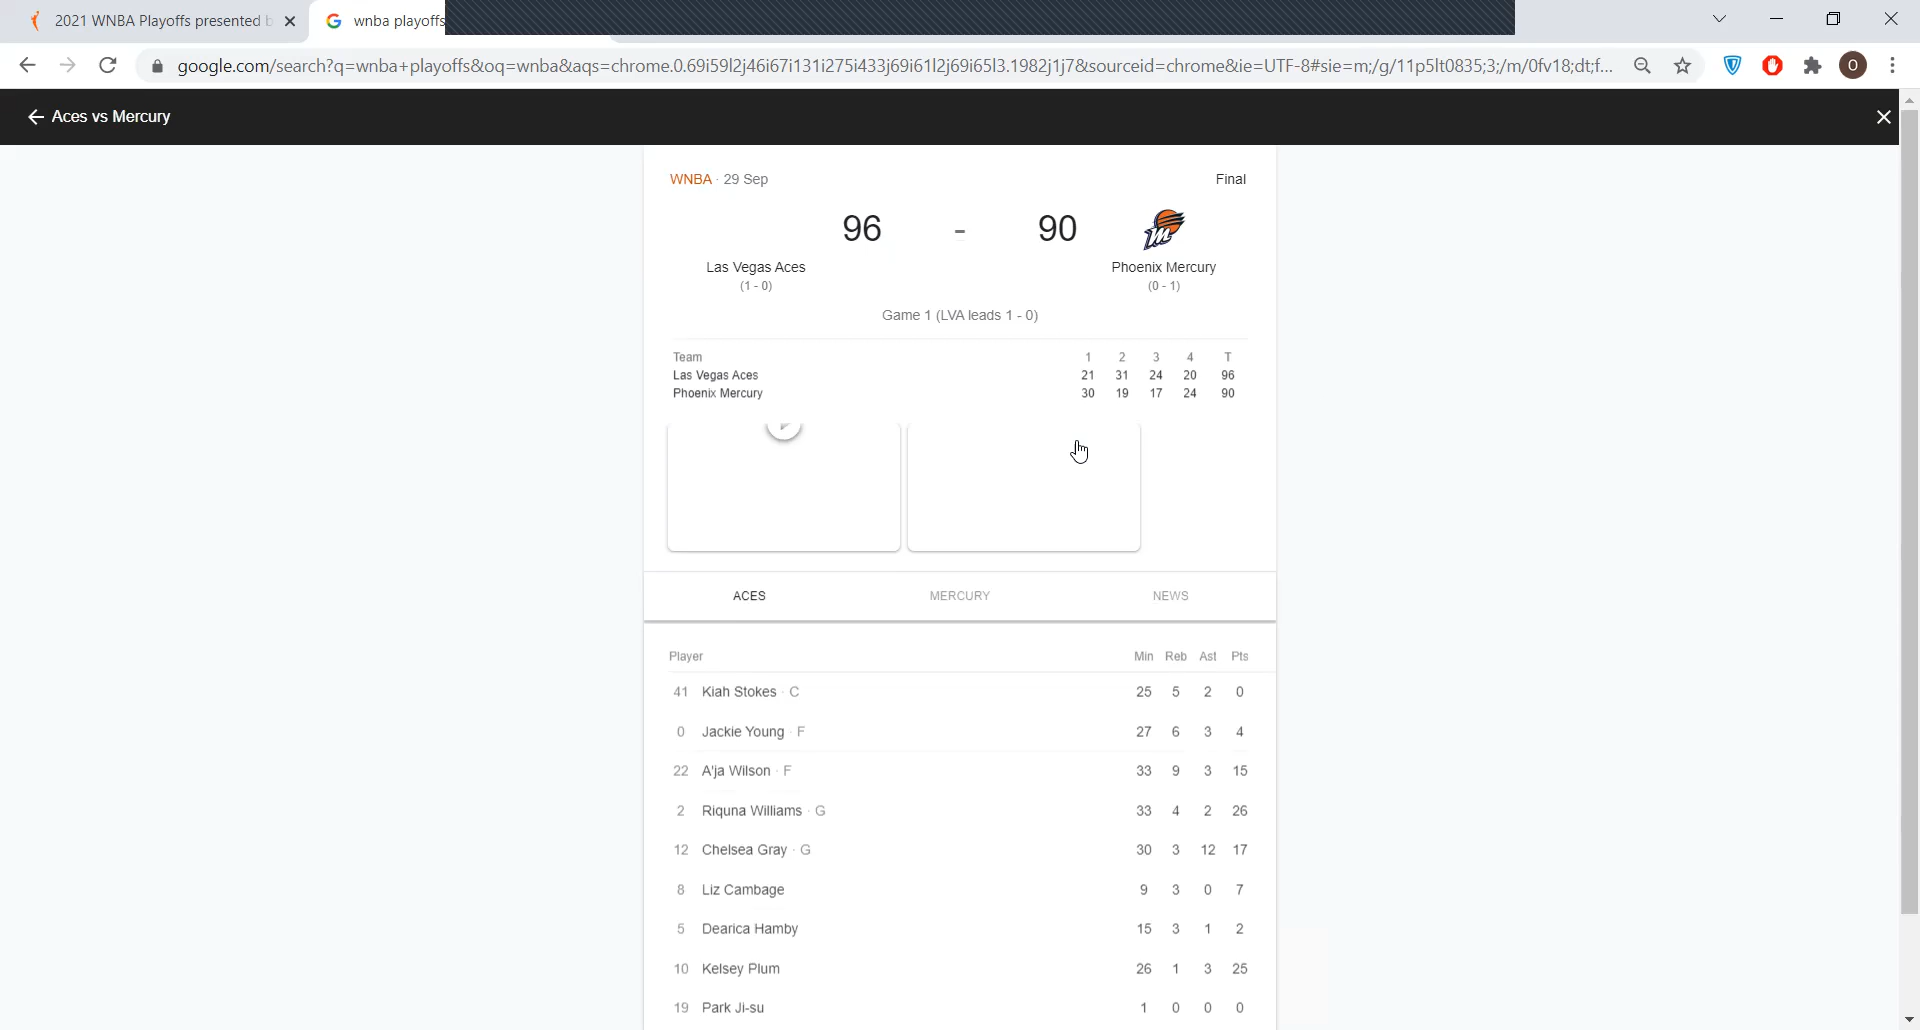 2021 WNBA Playoffs presented b
wnba playoffs
google.com/search?q=wnba+playoffs&oq=wnba&aqs=chrome.0.69i59l2j46i67i131i275i433j69i61l2j69i65l3.1982j1j7&sourceid=chrome&ie=UTF-8#sie=m;/g/11p5lt0835;3;/m/0fv18;dt;f...
O
Aces vs Mercury
WNBA · 29 Sep Final
96 - 90
Las Vegas Aces Phoenix Mercury
(1 - 0) (0 - 1)
Game 1 (LVA leads 1 - 0)
Team 1 2 3 4 T
Las Vegas Aces 21 31 24 20 96
Phoenix Mercury 30 19 17 24 90
ACES MERCURY NEWS
Player Min Reb Ast Pts
41 Kiah Stokes · C 25 5 2 0
0 Jackie Young · F 27 6 3 4
22 A'ja Wilson · F 33 9 3 15
2 Riquna Williams · G 33 4 2 26
12 Chelsea Gray · G 30 3 12 17
8 Liz Cambage 9 3 0 7
5 Dearica Hamby 15 3 1 2
10 Kelsey Plum 26 1 3 25
19 Park Ji-su 1 0 0 0